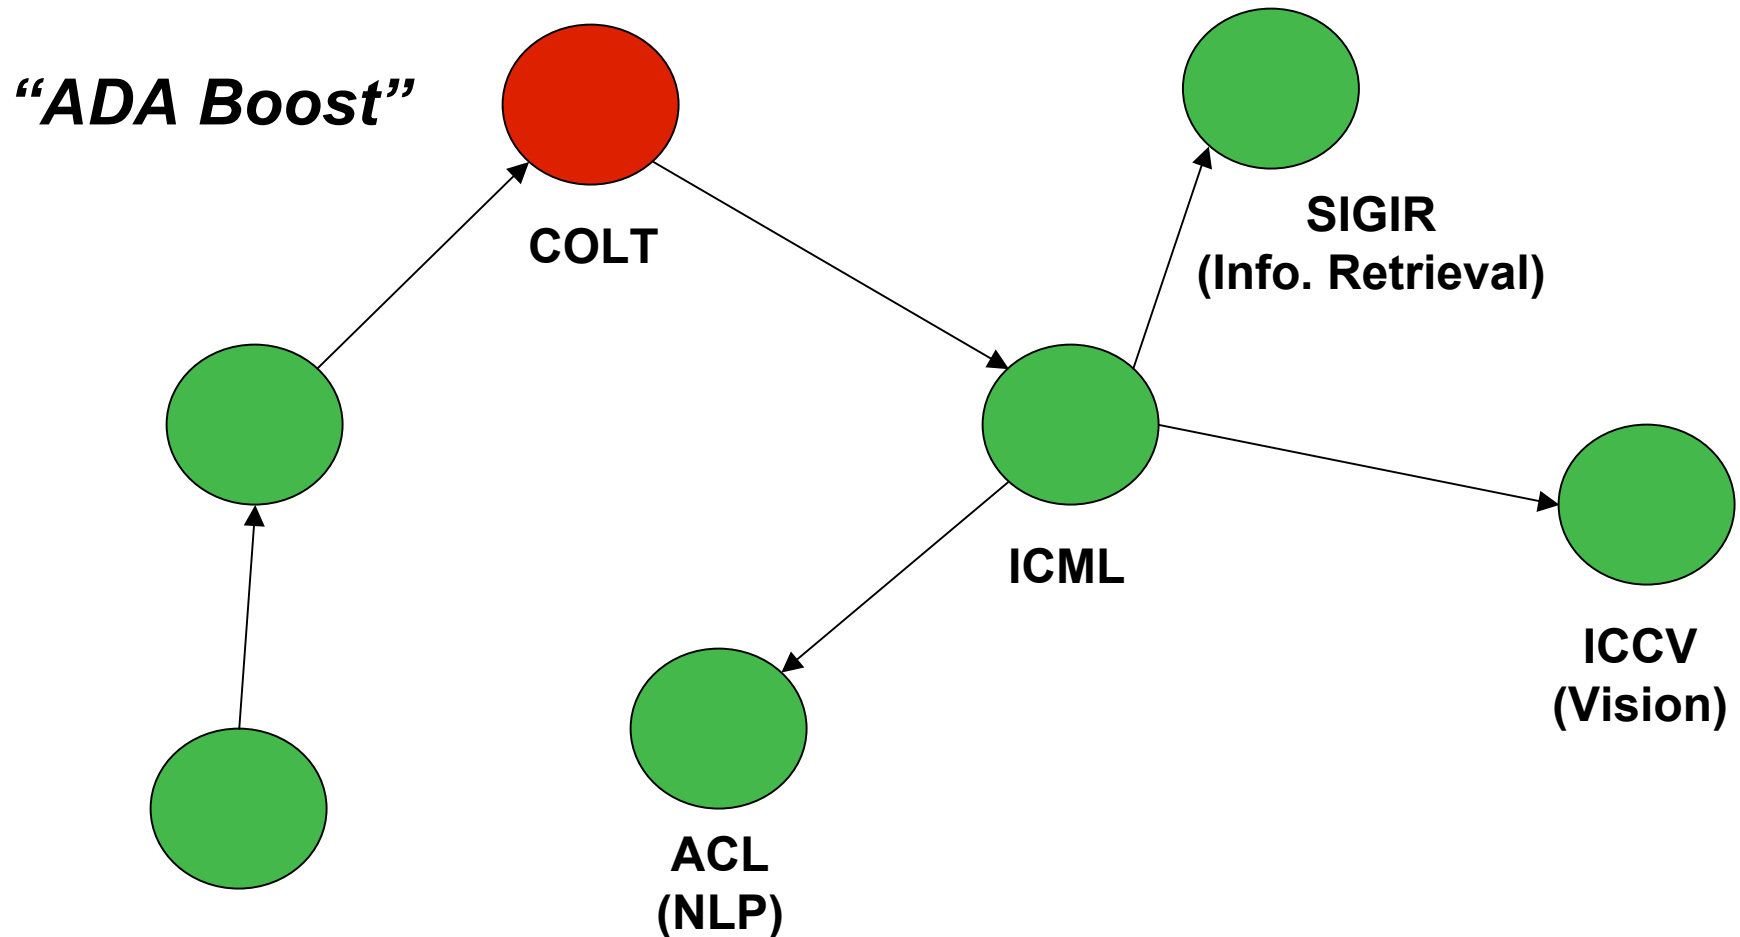 “ADA Boost”
COLT
SIGIR
(Info. Retrieval)
ICML
ICCV
(Vision)
ACL
(NLP)